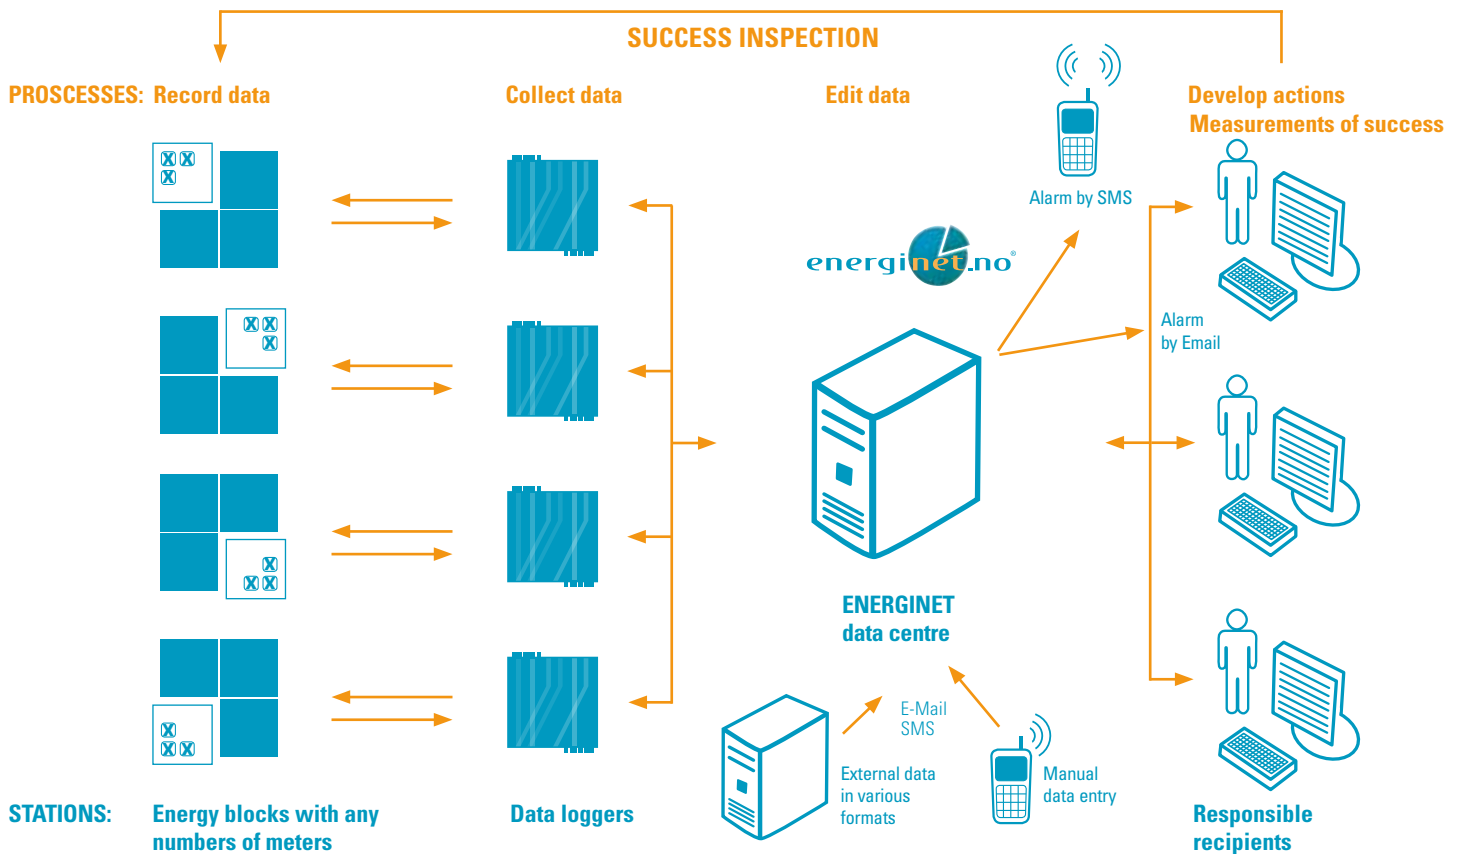 SUCCESS INSPECTION
PROSCESSES: Record data
Collect data
Edit data
Develop actions
Measurements of success
X X
X
Alarm by SMS
energinet.no®
X X
X
Alarm
by Email
X
X X
ENERGINET
data centre
X
X X
E-Mail
SMS
External data
in various
formats
Manual
data entry
STATIONS:
Energy blocks with any
numbers of meters
Data loggers
Responsible
recipients